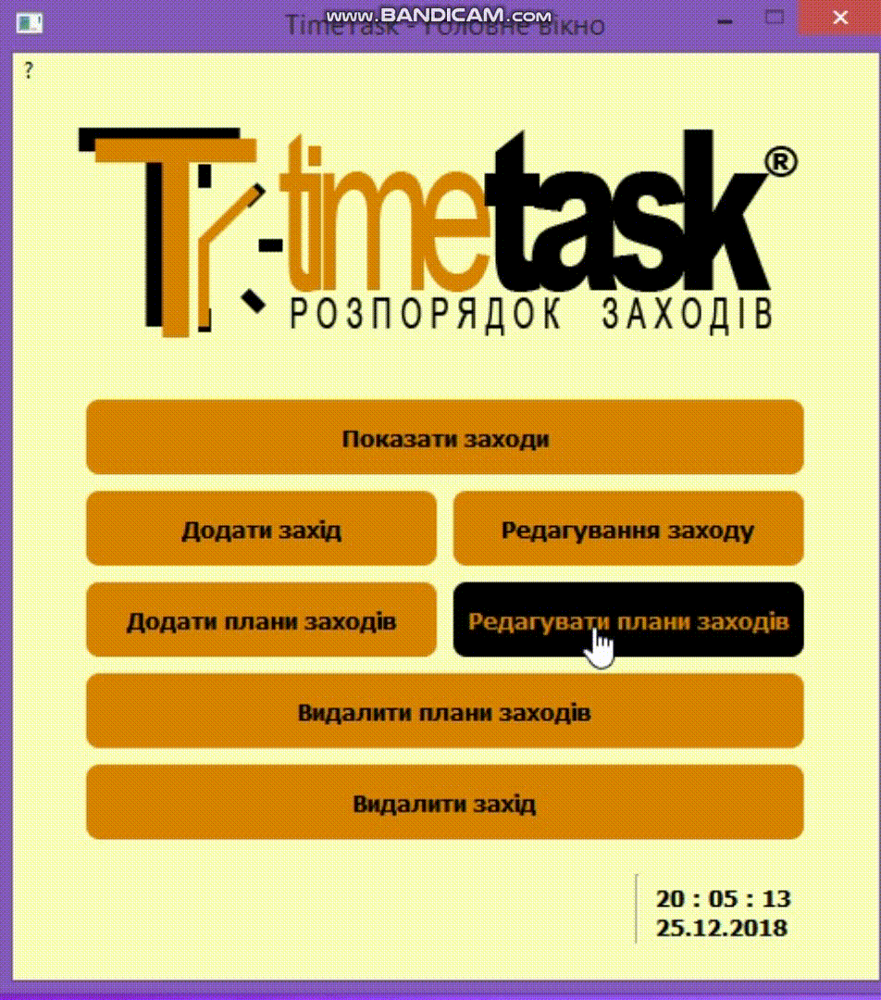 www.BANDICAM.com
Timetask - Головне вікно
?
timetask®
РОЗПОРЯДОК ЗАХОДІВ
Показати заходи
Додати захід
Редагування заходу
Додати плани заходів
Редагувати плани заходів
Видалити плани заходів
Видалити захід
20 : 05 : 13
25.12.2018